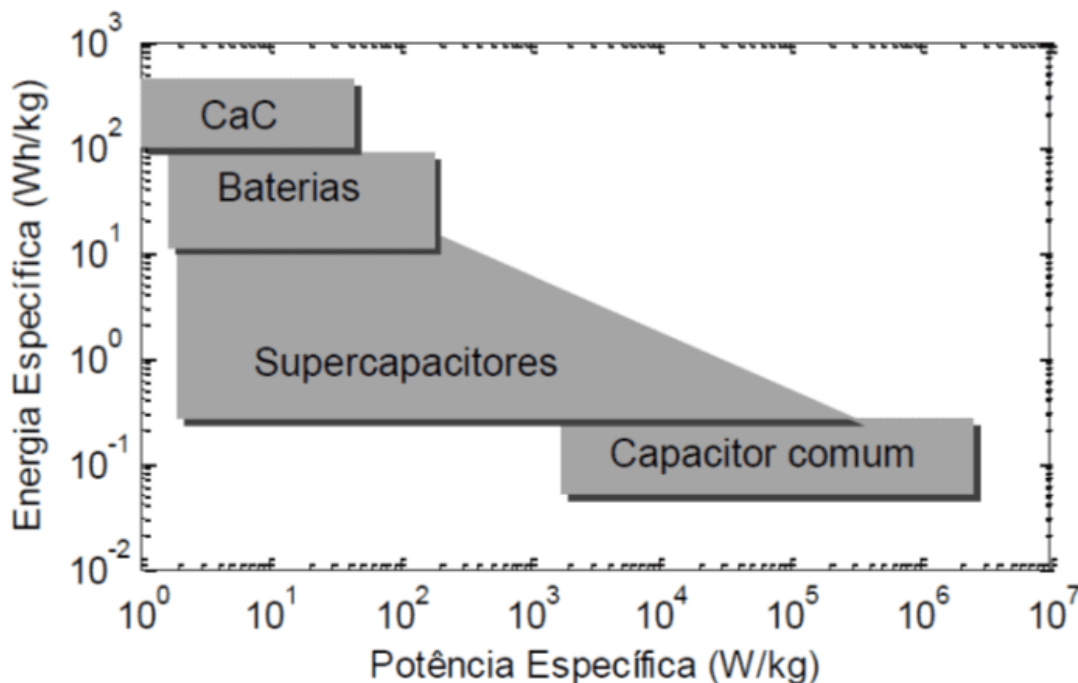 10^3
10^2
10^1
10^0
10^-1
10^-2
Energia Específica (Wh/kg)
CaC
Baterias
Supercapacitores
Capacitor comum
10^0 10^1 10^2 10^3 10^4 10^5 10^6 10^7
Potência Específica (W/kg)